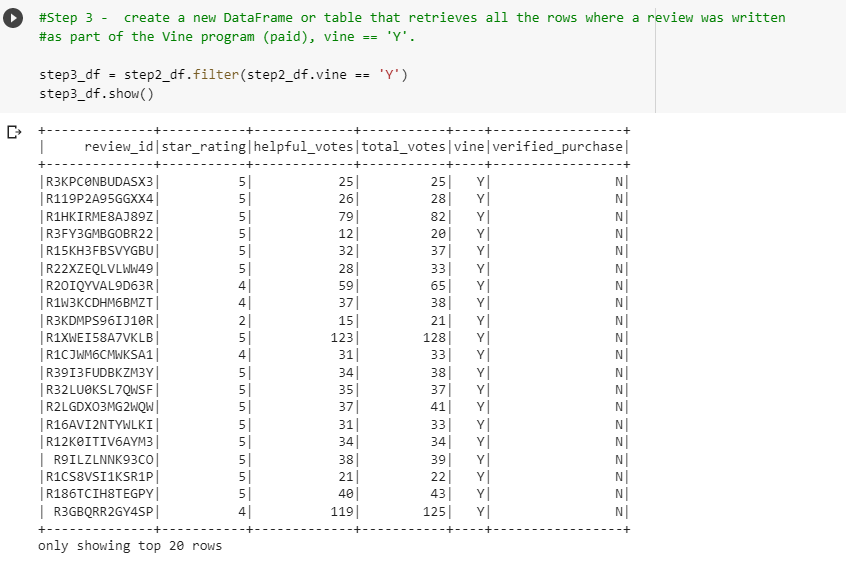 #Step 3 -  create a new DataFrame or table that retrieves all the rows where a review was written
#as part of the Vine program (paid), vine == 'Y'.
step3_df = step2_df.filter(step2_df.vine == 'Y')
step3_df.show()
+--------------+-----------+-------------+-----------+----+-----------------+
|     review_id|star_rating|helpful_votes|total_votes|vine|verified_purchase|
+--------------+-----------+-------------+-----------+----+-----------------+
|R3KPC0NBUDASX3|          5|           25|         25|   Y|                N|
|R119P2A95GGXX4|          5|           26|         28|   Y|                N|
|R1HKIRME8AJ89Z|          5|           79|         82|   Y|                N|
|R3FY3GMBGOBR22|          5|           12|         20|   Y|                N|
|R15KH3FBSVYGBU|          5|           32|         37|   Y|                N|
|R22XZEQLVLWW49|          5|           28|         33|   Y|                N|
|R2OIQYVAL9D63R|          4|           59|         65|   Y|                N|
|R1W3KCDHM6BMZT|          4|           37|         38|   Y|                N|
|R3KDMPS96IJ10R|          2|           15|         21|   Y|                N|
|R1XWEI58A7VKLB|          5|          123|        128|   Y|                N|
|R1CJWM6CMWKSA1|          4|           31|         33|   Y|                N|
|R39I3FUDBKZM3Y|          5|           34|         38|   Y|                N|
|R32LU0KSL7QWSF|          5|           35|         37|   Y|                N|
|R2LGDXO3MG2WQW|          5|           37|         41|   Y|                N|
|R16AVI2NTYWLKI|          5|           31|         33|   Y|                N|
|R12K0ITIV6AYM3|          5|           34|         34|   Y|                N|
| R9ILZLNNK93CO|          5|           38|         39|   Y|                N|
|R1CS8VSI1KSR1P|          5|           21|         22|   Y|                N|
|R186TCIH8TEGPY|          5|           40|         43|   Y|                N|
| R3GBQRR2GY4SP|          4|          119|        125|   Y|                N|
+--------------+-----------+-------------+-----------+----+-----------------+
only showing top 20 rows